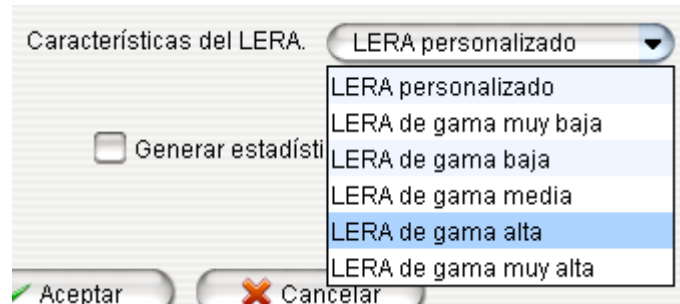 Características del LERA. LERA personalizado
LERA personalizado
LERA de gama muy baja
Generar estadísti
LERA de gama baja
LERA de gama media
LERA de gama alta
LERA de gama muy alta
Aceptar Cancelar